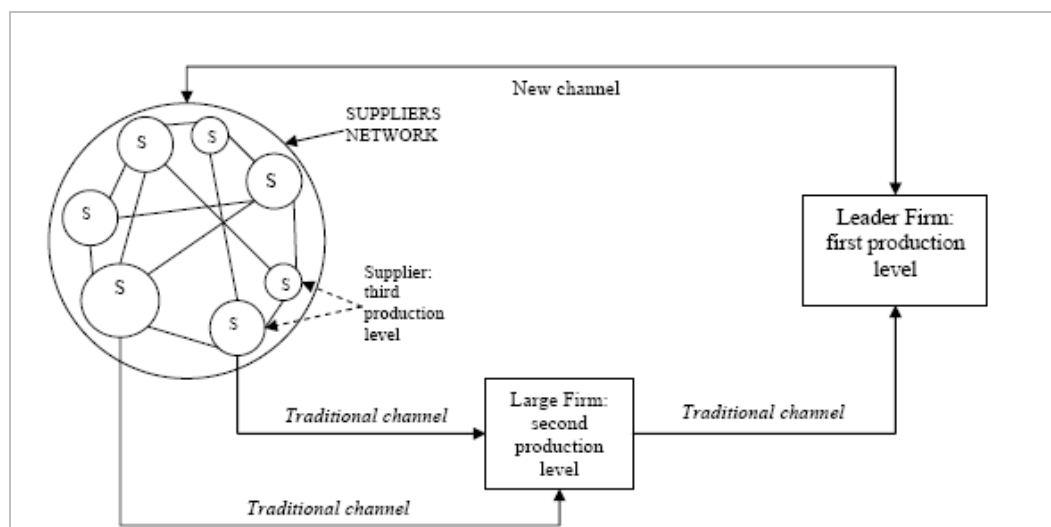 New channel
SUPPLIERS
NETWORK
S
S
S
S
S
S
S
Leader Firm:
first production
level
Supplier:
third
production
level
Traditional channel
Large Firm:
second
production
level
Traditional channel
Traditional channel